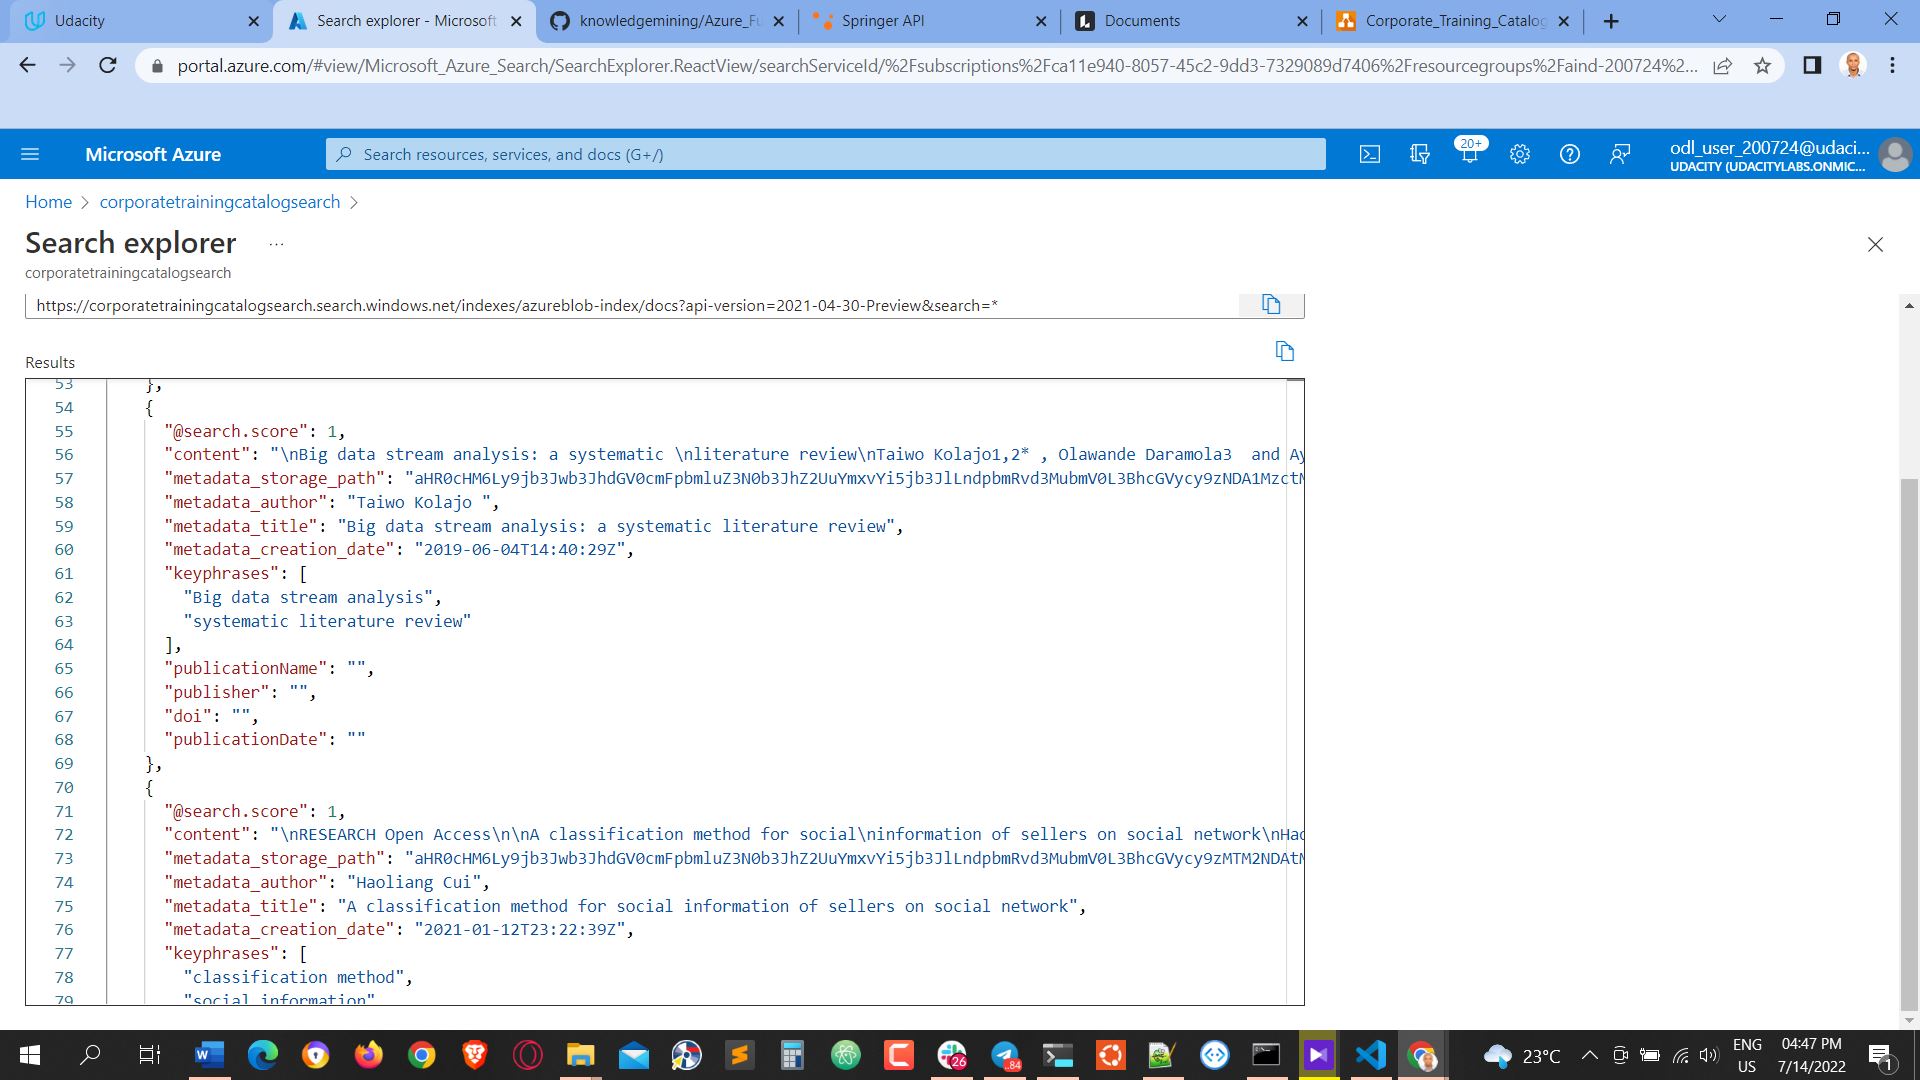 Udacity
Search explorer - Microsoft
knowledgemining/Azure_Fu
Springer API
Documents
Corporate_Training_Catalog
portal.azure.com/#view/Microsoft_Azure_Search/SearchExplorer.ReactView/searchServiceId/%2Fsubscriptions%2Fca11e940-8057-45c2-9dd3-7329089d7406%2Fresourcegroups%2Faind-200724%2...
Microsoft Azure
Search resources, services, and docs (G+/)
20+
odl_user_200724@udaci...
UDACITY (UDACITYLABS.ONMIC...
Home > corporatetrainingcatalogsearch >
Search explorer ...
corporatetrainingcatalogsearch
https://corporatetrainingcatalogsearch.search.windows.net/indexes/azureblob-index/docs?api-version=2021-04-30-Preview&search=*
Results
53 },
54 {
55 "@search.score": 1,
56 "content": "\nBig data stream analysis: a systematic \nliterature review\nTaiwo Kolajo1,2* , Olawande Daramola3  and Ay
57 "metadata_storage_path": "aHR0cHM6Ly9jb3Jwb3JhdGV0cmFpbmluZ3N0b3JhZ2UuYmxvYi5jb3JlLndpbmRvd3MubmV0L3BhcGVycy9zNDA1MzctM
58 "metadata_author": "Taiwo Kolajo ",
59 "metadata_title": "Big data stream analysis: a systematic literature review",
60 "metadata_creation_date": "2019-06-04T14:40:29Z",
61 "keyphrases": [
62 "Big data stream analysis",
63 "systematic literature review"
64 ],
65 "publicationName": "",
66 "publisher": "",
67 "doi": "",
68 "publicationDate": ""
69 },
70 {
71 "@search.score": 1,
72 "content": "\nRESEARCH Open Access\n\nA classification method for social\ninformation of sellers on social network\nHao
73 "metadata_storage_path": "aHR0cHM6Ly9jb3Jwb3JhdGV0cmFpbmluZ3N0b3JhZ2UuYmxvYi5jb3JlLndpbmRvd3MubmV0L3BhcGVycy9zMTM2NDAtM
74 "metadata_author": "Haoliang Cui",
75 "metadata_title": "A classification method for social information of sellers on social network",
76 "metadata_creation_date": "2021-01-12T23:22:39Z",
77 "keyphrases": [
78 "classification method",
79 "social information"
26
84
23°C
ENG
US
04:47 PM
7/14/2022
1